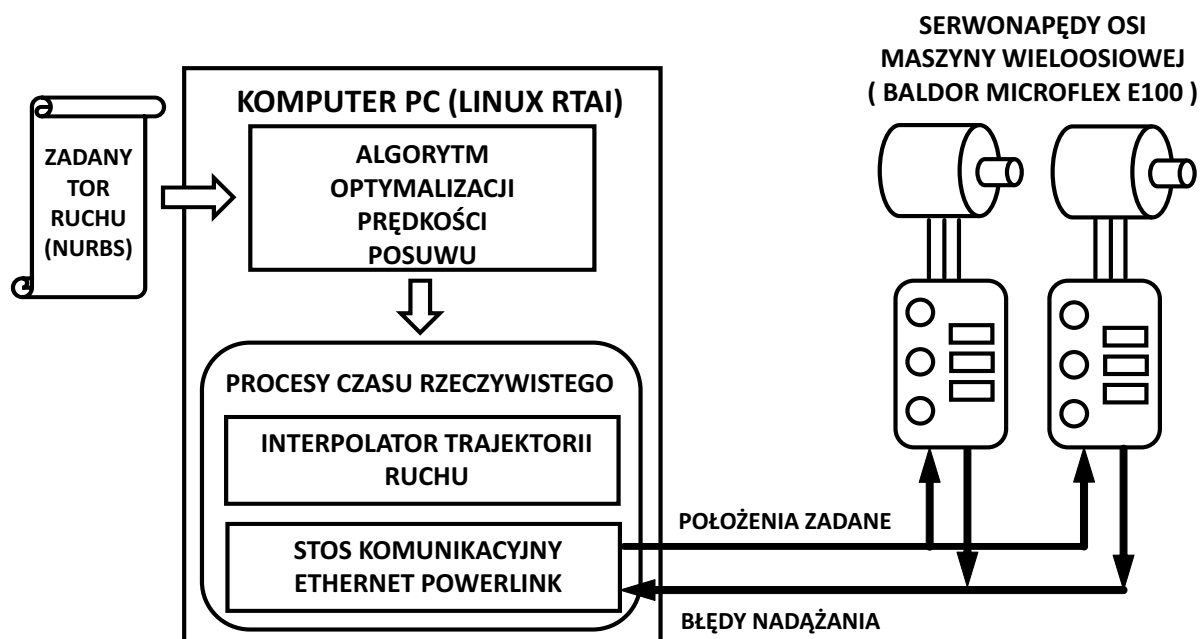 SERWONAPĘDY OSI
MASZYNY WIELOOSIOWEJ
( BALDOR MICROFLEX E100 )
KOMPUTER PC (LINUX RTAI)
ZADANY
TOR
RUCHU
(NURBS)
ALGORYTM
OPTYMALIZACJI
PRĘDKOŚCI
POSUWU
PROCESY CZASU RZECZYWISTEGO
INTERPOLATOR TRAJEKTORII
RUCHU
STOS KOMUNIKACYJNY
ETHERNET POWERLINK
POŁOŻENIA ZADANE
BŁĘDY NADĄŻANIA